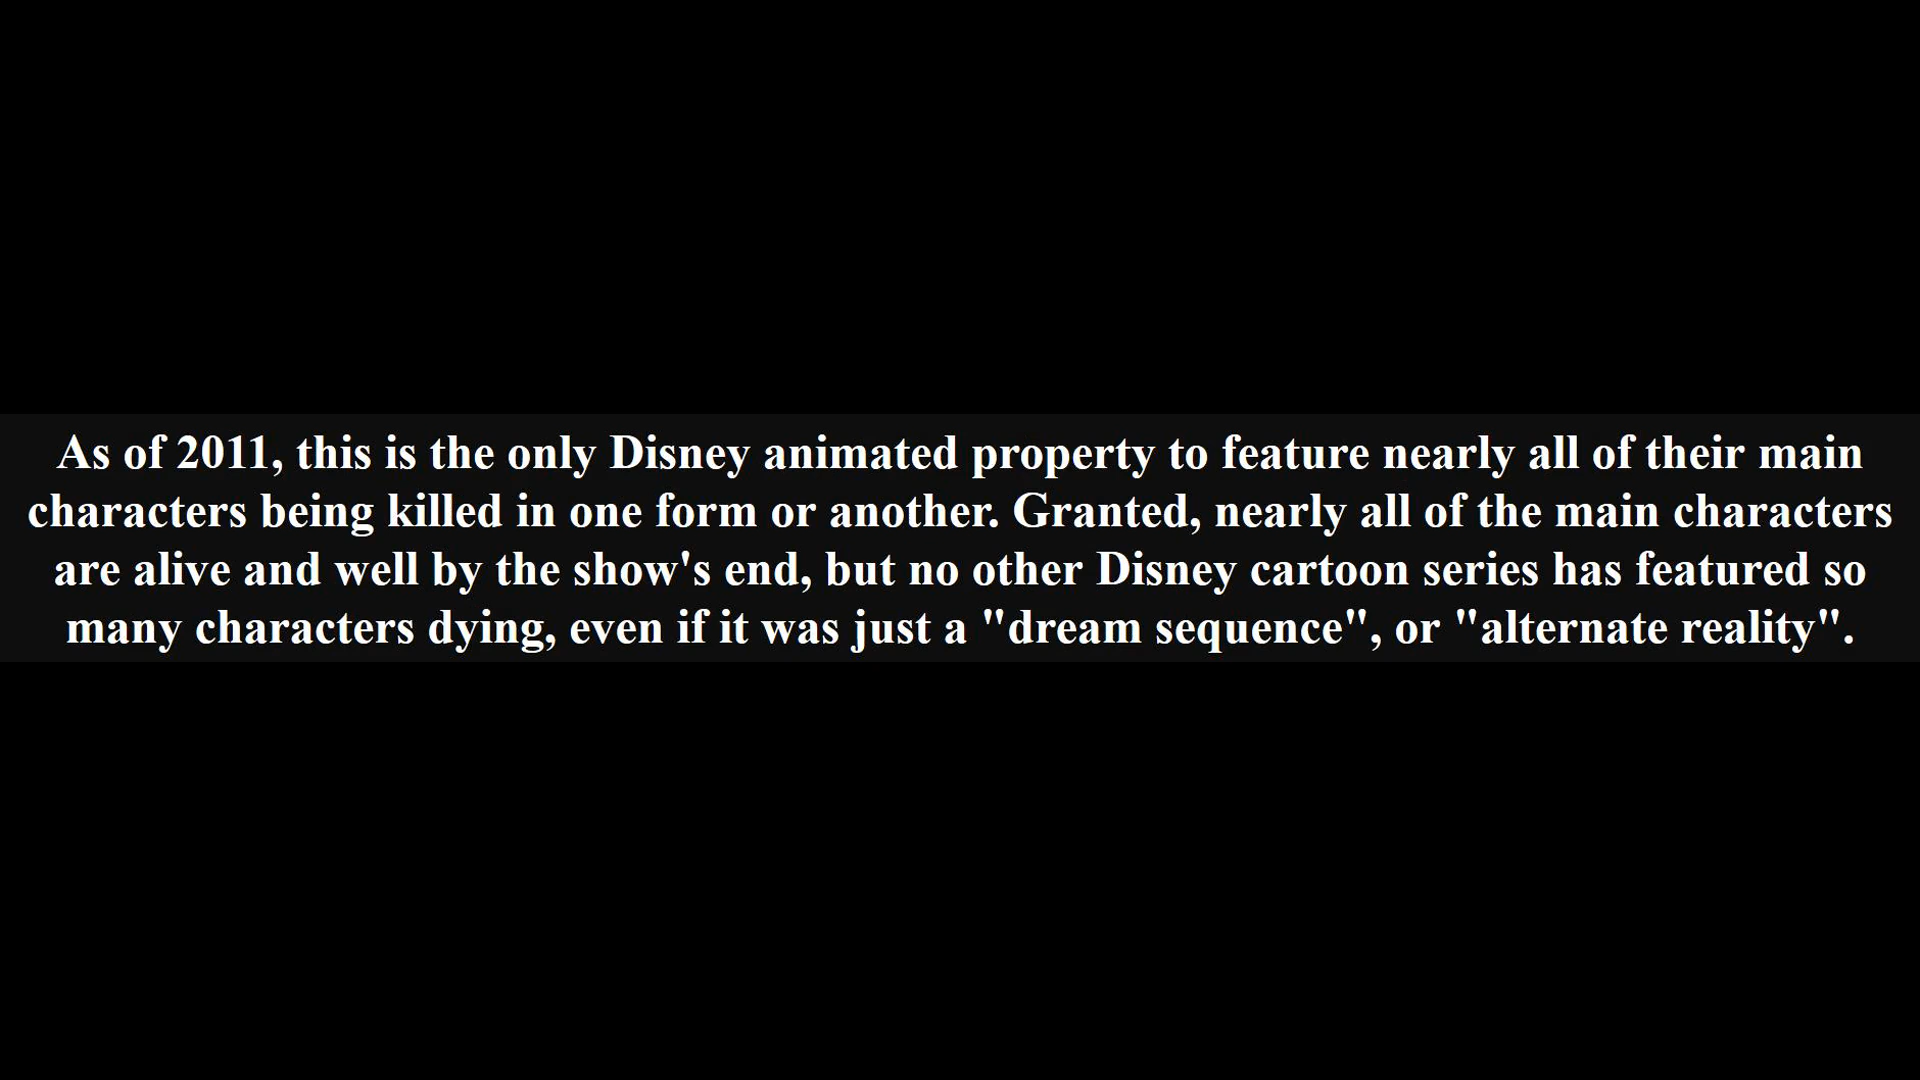 As of 2011, this is the only Disney animated property to feature nearly all of their main
characters being killed in one form or another. Granted, nearly all of the main characters
are alive and well by the show's end, but no other Disney cartoon series has featured so
many characters dying, even if it was just a "dream sequence", or "alternate reality".